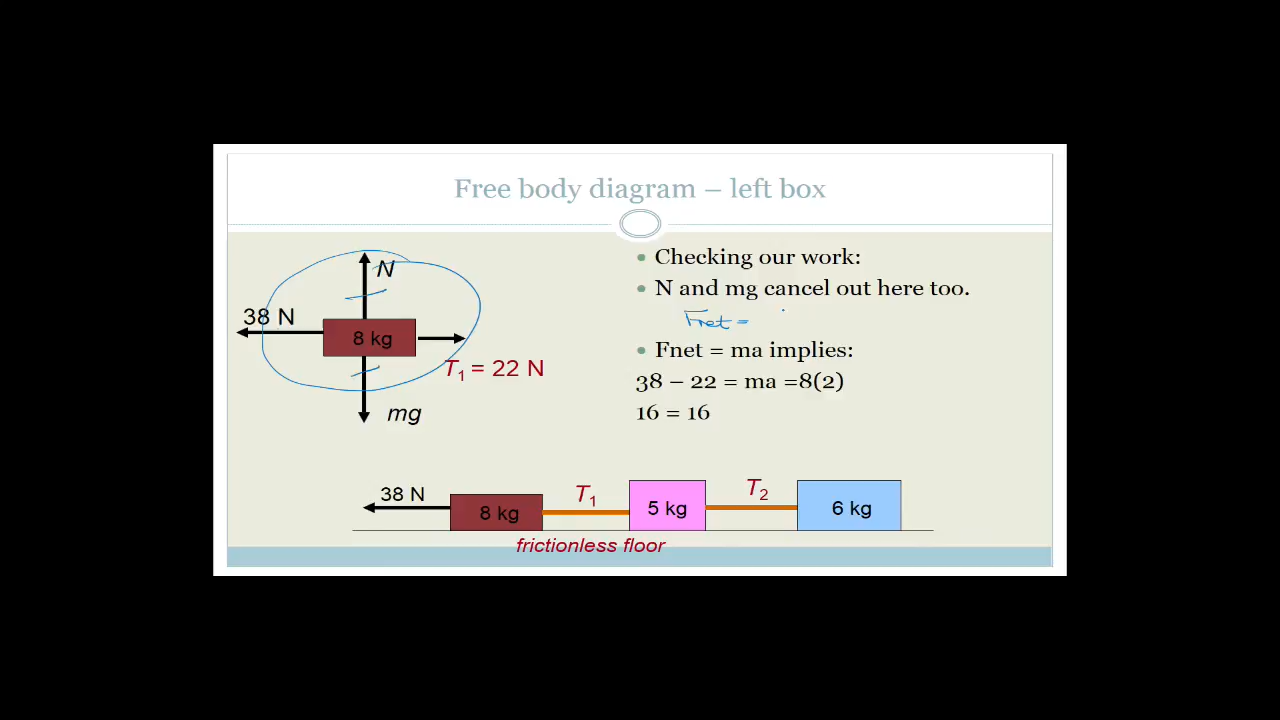 Free body diagram – left box
N
38 N
8 kg
T1 = 22 N
mg
Checking our work:
N and mg cancel out here too.
Fnet =
Fnet = ma implies:
38 – 22 = ma =8(2)
16 = 16
38 N
8 kg
T1
5 kg
T2
6 kg
frictionless floor